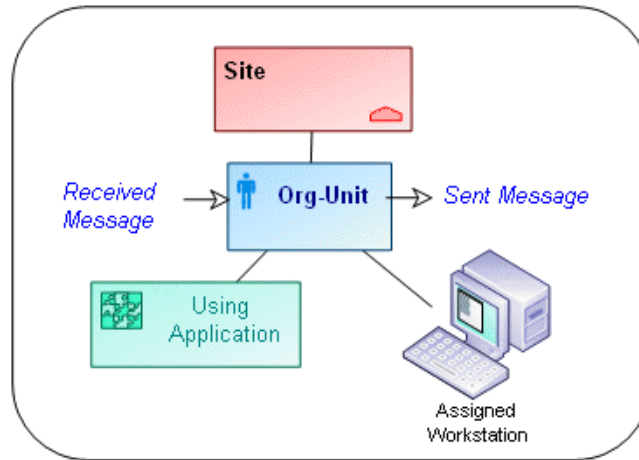 Site
Received
Message
Org-Unit
Sent Message
Using
Application
Assigned
Workstation